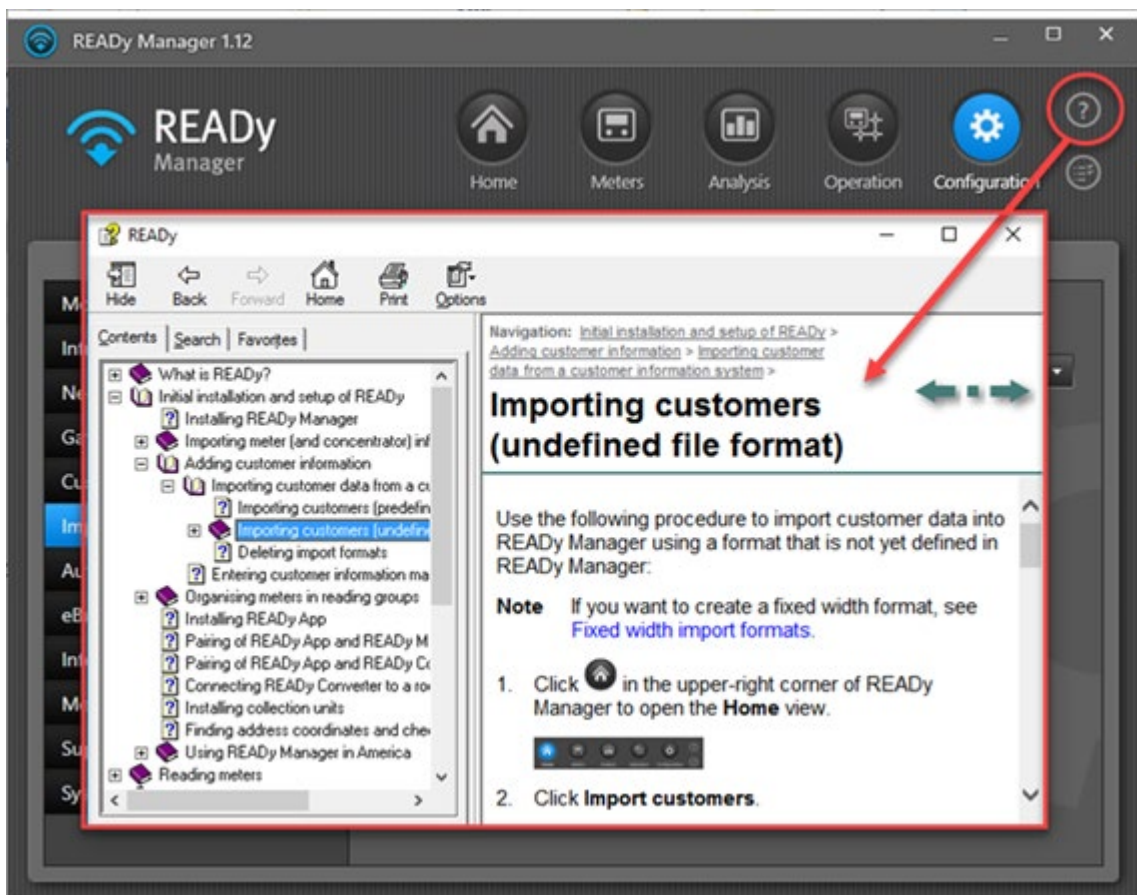 READy Manager 1.12
READy
Manager
Home
Meters
Analysis
Operation
Configuration
?
READy
Hide
Back
Forward
Home
Print
Options
Contents
Search
Favorites
What is READy?
Initial installation and setup of READy
Installing READy Manager
Importing meter (and concentrator) inf
Adding customer information
Importing customer data from a cu
Importing customers (predefin
Importing customers (undefine
Deleting import formats
Entering customer information ma
Organising meters in reading groups
Installing READy App
Pairing of READy App and READy M
Pairing of READy App and READy Co
Connecting READy Converter to a ro
Installing collection units
Finding address coordinates and che
Using READy Manager in America
Reading meters
Navigation: Initial installation and setup of READy >
Adding customer information > Importing customer
data from a customer information system >
Importing customers
(undefined file format)
Use the following procedure to import customer data into
READy Manager using a format that is not yet defined in
READy Manager:
Note If you want to create a fixed width format, see
Fixed width import formats.
1. Click in the upper-right corner of READy
Manager to open the Home view.
2. Click Import customers.